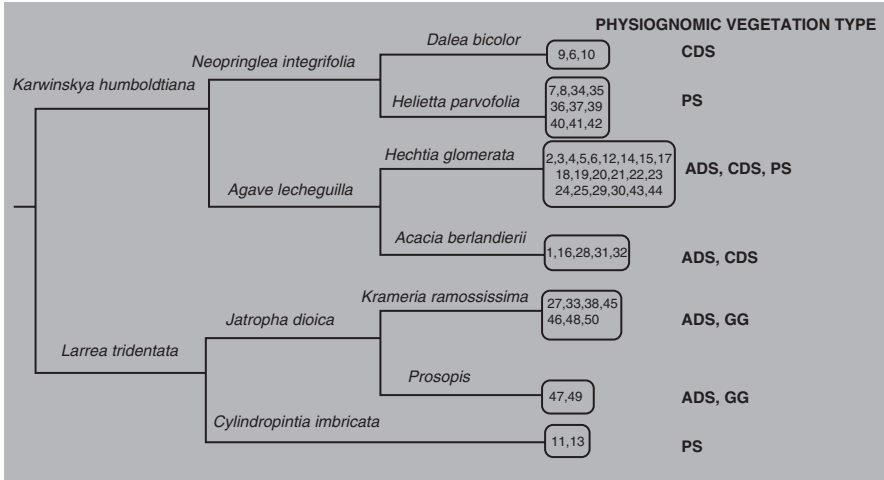 PHYSIOGNOMIC VEGETATION TYPE
Dalea bicolor
9,6,10
CDS
Neopringlea integrifolia
Karwinskya humboldtiana
Helietta parvofolia
7,8,34,35
36,37,39
40,41,42
PS
Hechtia glomerata
2,3,4,5,6,12,14,15,17
18,19,20,21,22,23
24,25,29,30,43,44
ADS, CDS, PS
Agave lecheguilla
Acacia berlandierii
1,16,28,31,32
ADS, CDS
Krameria ramossissima
27,33,38,45
46,48,50
ADS, GG
Jatropha dioica
Larrea tridentata
Prosopis
47,49
ADS, GG
Cylindropintia imbricata
11,13
PS